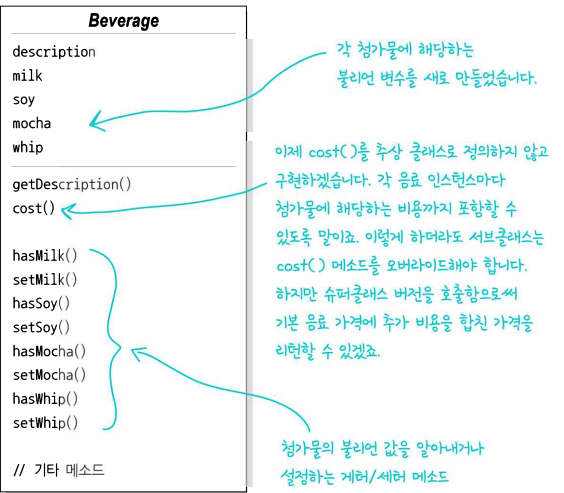 Beverage
description
milk
soy
mocha
whip
getDescription()
cost()
hasMilk()
setMilk()
hasSoy()
setSoy()
hasMocha()
setMocha()
hasWhip()
setWhip()
// 기타 메소드
각 첨가물에 해당하는
불리언 변수를 새로 만들었습니다.
이제 cost()를 추상 클래스로 정의하지 않고
구현하겠습니다. 각 음료 인스턴스마다
첨가물에 해당하는 비용까지 포함할 수
있도록 말이죠. 이렇게 하더라도 서브클래스는
cost() 메소드를 오버라이드해야 합니다.
하지만 슈퍼클래스 버전을 호출함으로써
기본 음료 가격에 추가 비용을 합친 가격을
리턴할 수 있겠죠.
첨가물의 불리언 값을 알아내거나
설정하는 게터/세터 메소드